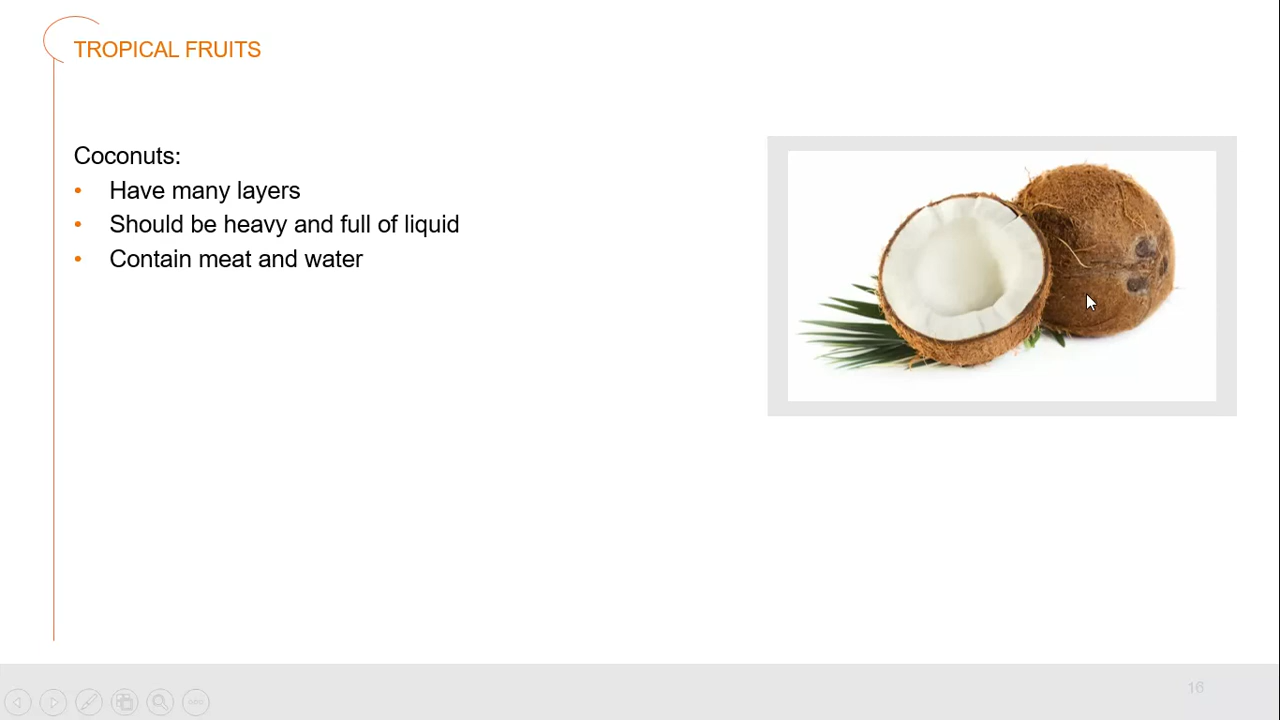 TROPICAL FRUITS
Coconuts:
• Have many layers
• Should be heavy and full of liquid
• Contain meat and water
16